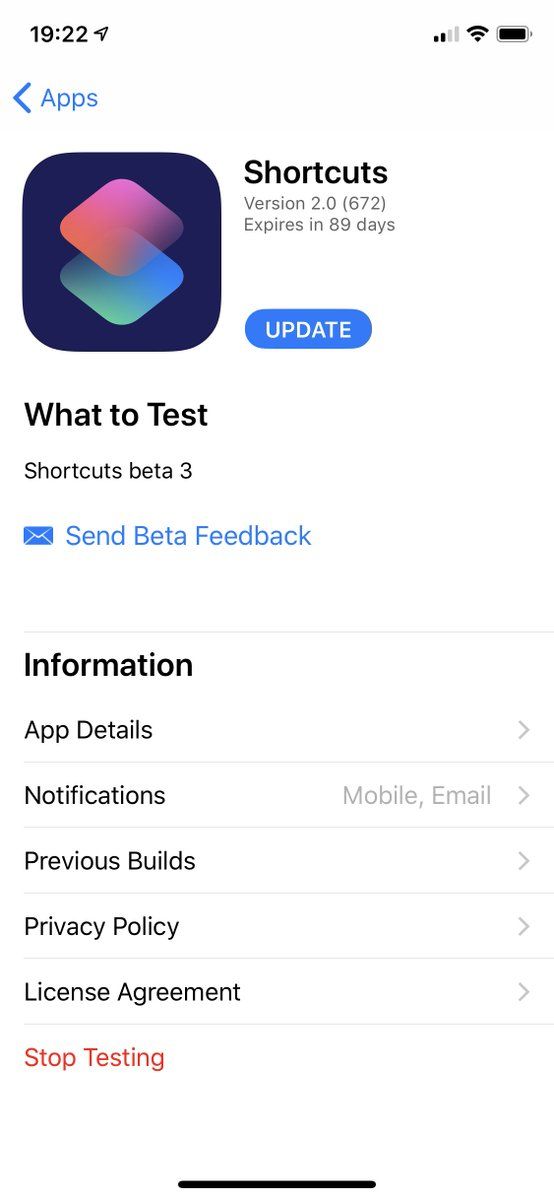 19:22
Apps
Shortcuts
Version 2.0 (672)
Expires in 89 days
UPDATE
What to Test
Shortcuts beta 3
Send Beta Feedback
Information
App Details
Notifications Mobile, Email
Previous Builds
Privacy Policy
License Agreement
Stop Testing